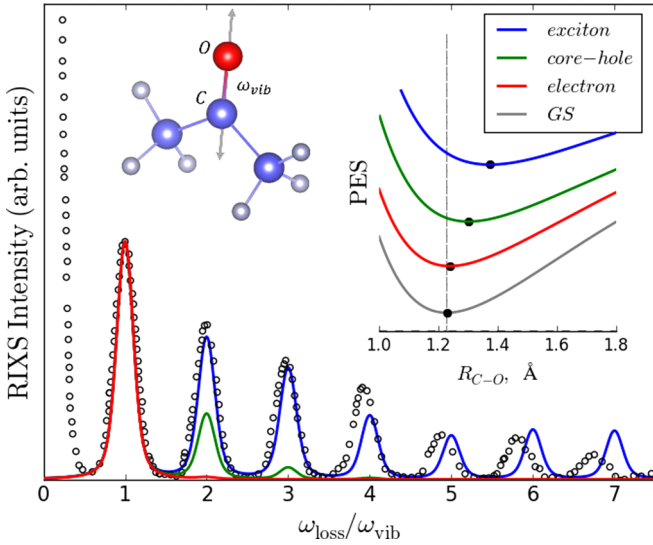 O
C
ω_vib
exciton
core−hole
electron
GS
PES
1.0 1.2 1.4 1.6 1.8
R_C−O, Å
RIXS Intensity (arb. units)
0 1 2 3 4 5 6 7
ω_loss/ω_vib